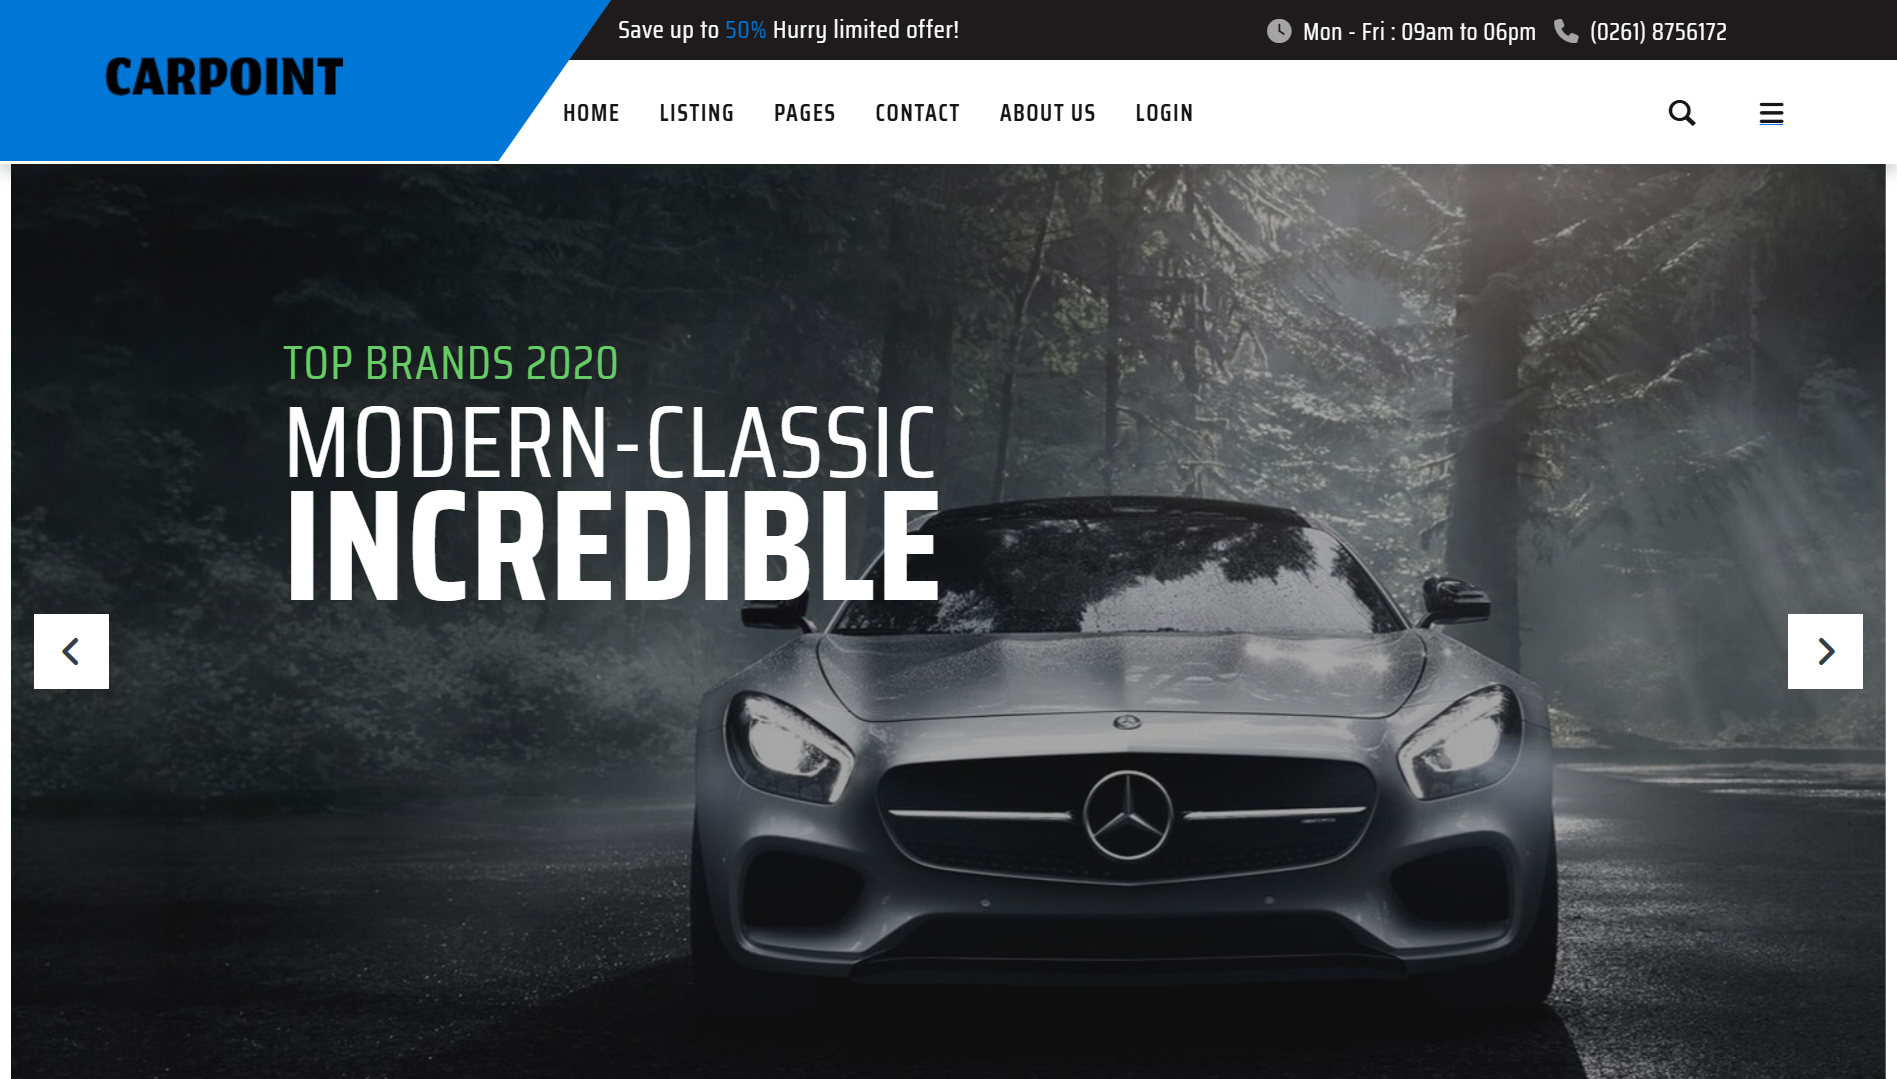 Save up to 50% Hurry limited offer!
Mon - Fri : 09am to 06pm
(0261) 8756172
CARPOINT
HOME LISTING PAGES CONTACT ABOUT US LOGIN
TOP BRANDS 2020
MODERN-CLASSIC
INCREDIBLE